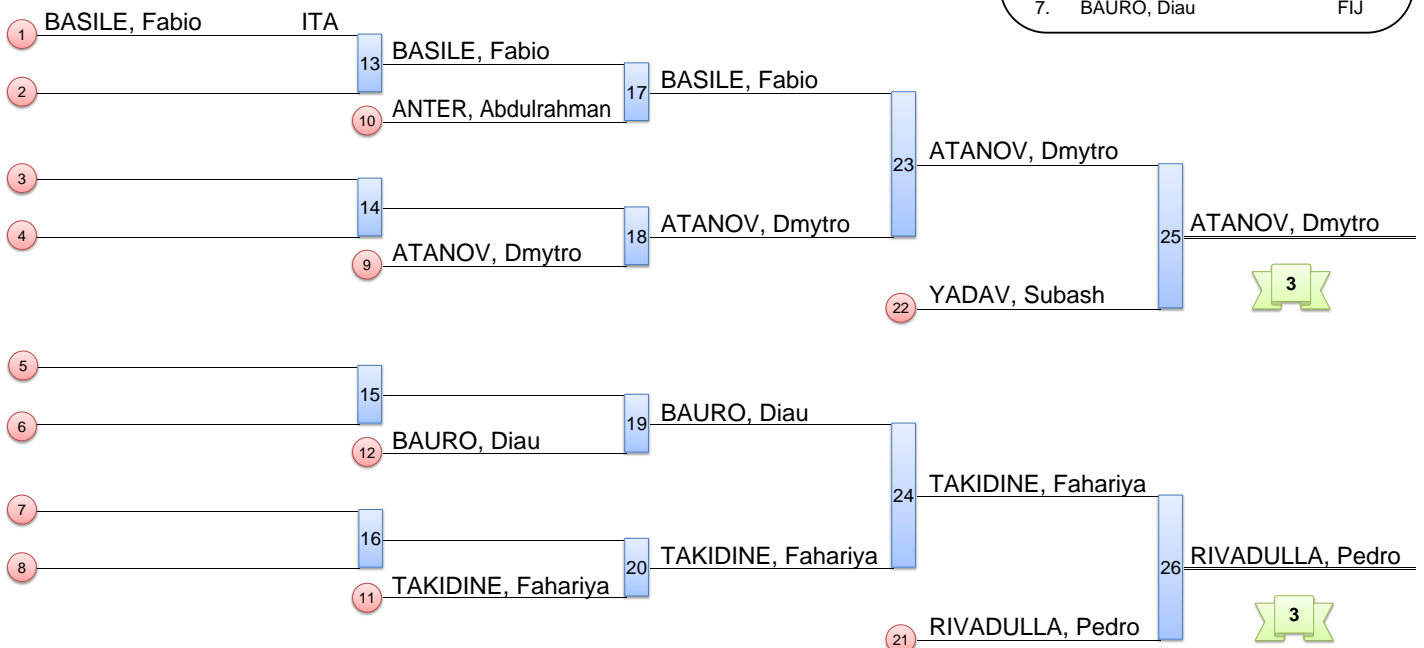 7. BAURO, Diau FIJ
1 BASILE, Fabio ITA
13 BASILE, Fabio
2
17 BASILE, Fabio
10 ANTER, Abdulrahman
23 ATANOV, Dmytro
3
14
4
18 ATANOV, Dmytro
9 ATANOV, Dmytro
25 ATANOV, Dmytro
3
22 YADAV, Subash
5
15
6
19 BAURO, Diau
12 BAURO, Diau
24 TAKIDINE, Fahariya
7
16
8
20 TAKIDINE, Fahariya
11 TAKIDINE, Fahariya
26 RIVADULLA, Pedro
3
21 RIVADULLA, Pedro